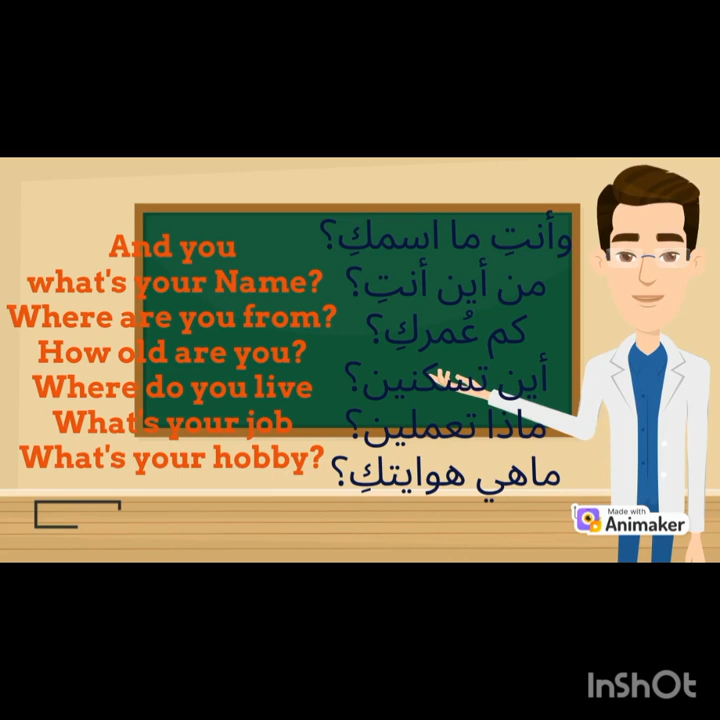 And you
what's your Name?
Where are you from?
How old are you?
Where do you live
What's your job
What's your hobby?
وأنتِ ما اسمكِ؟
من أين أنتِ؟
كم عُمركِ؟
أين تسكنين؟
ماذا تعملين؟
ماهي هوايتكِ؟
Made with
Animaker
InShOt